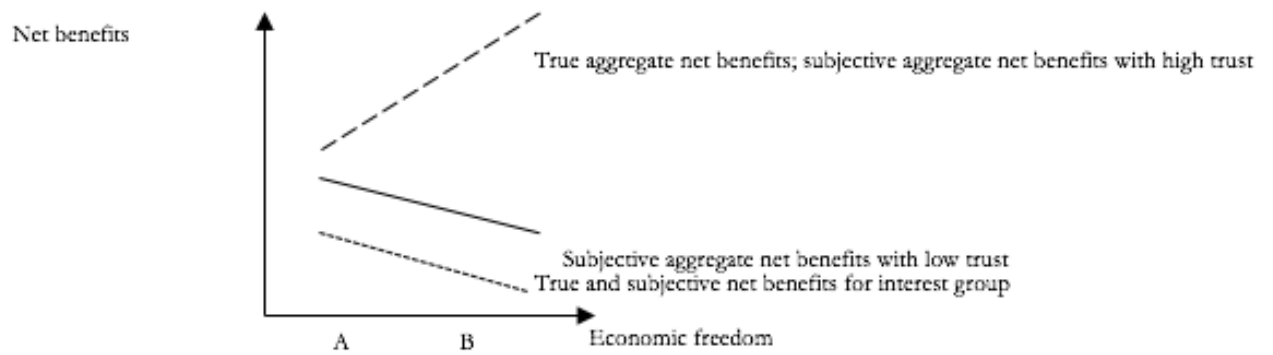 Net benefits
True aggregate net benefits; subjective aggregate net benefits with high trust
Subjective aggregate net benefits with low trust
True and subjective net benefits for interest group
A B Economic freedom